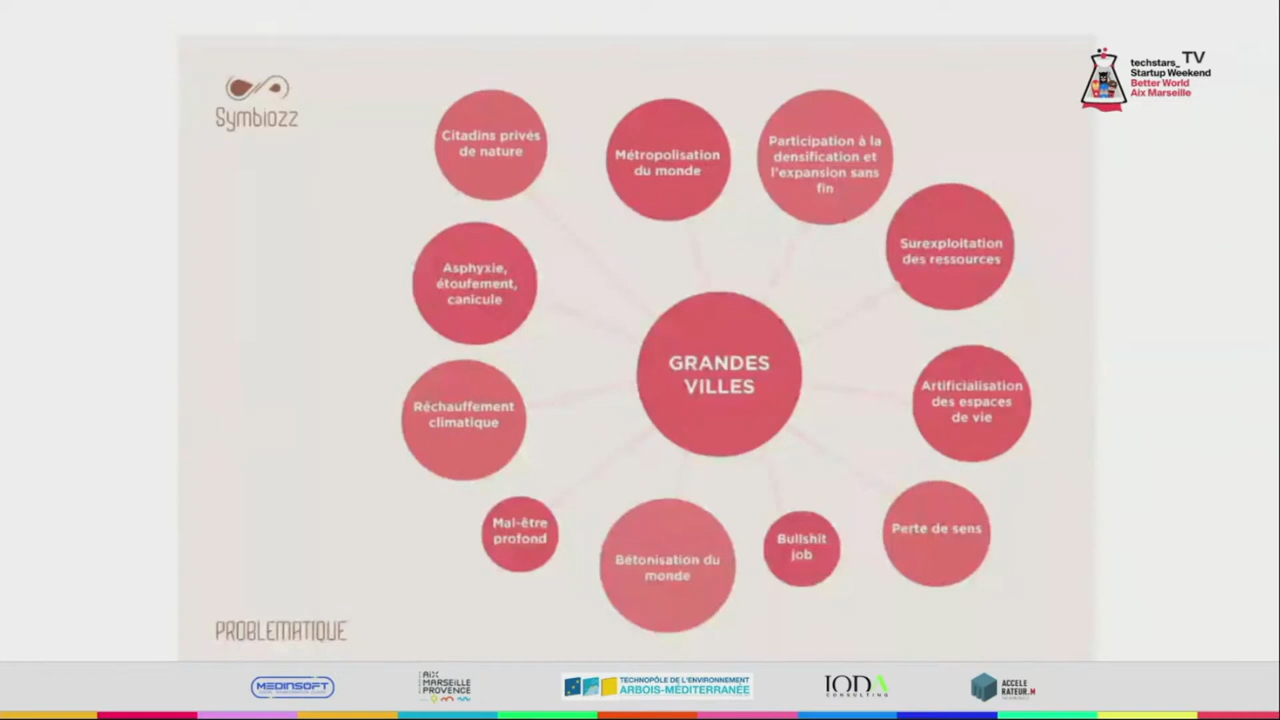 Symbiozz
techstars_TV
Startup Weekend
Better World
Aix Marseille
Citadins privés
de nature
Métropolisation
du monde
Participation à la
densification et
l'expansion sans
fin
Surexploitation
des ressources
Asphyxie,
étoufement,
canicule
GRANDES
VILLES
Artificialisation
des espaces
de vie
Réchauffement
climatique
Mal-être
profond
Bétonisation du
monde
Bullshit
job
Perte de sens
PROBLEMATIQUE
MEDINSOFT
AIX
MARSEILLE
PROVENCE
TECHNOPÔLE DE L'ENVIRONNEMENT
ARBOIS-MÉDITERRANÉE
IODA
CONSULTING
ACCELE
RATEUR.M